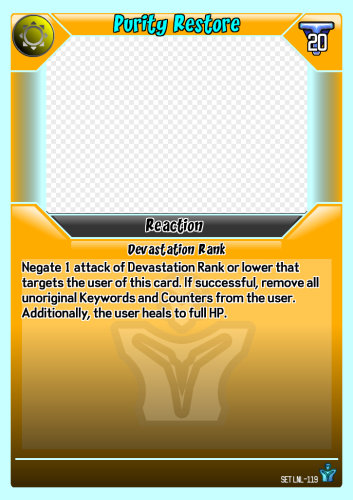 Purity Restore
20
Reaction
Devastation Rank
Negate 1 attack of Devastation Rank or lower that
targets the user of this card. If successful, remove all
unoriginal Keywords and Counters from the user.
Additionally, the user heals to full HP.
SET LNL-119